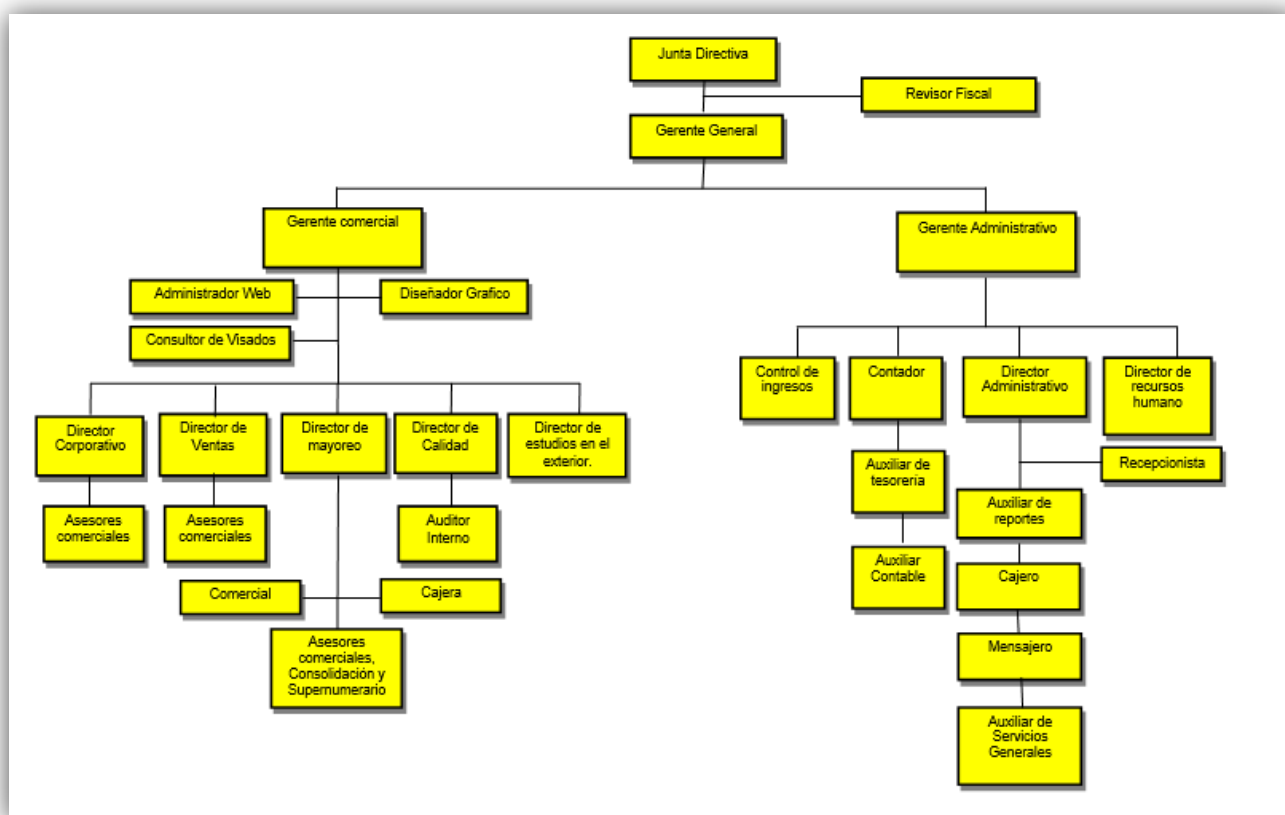 Junta Directiva
Revisor Fiscal
Gerente General
Gerente comercial
Gerente Administrativo
Administrador Web
Diseñador Grafico
Consultor de Visados
Control de
ingresos
Contador
Director
Administrativo
Director de
recursos
humano
Director
Corporativo
Director de
Ventas
Director de
mayoreo
Director de
Calidad
Director de
estudios en el
exterior.
Auxiliar de
tesorería
Recepcionista
Asesores
comerciales
Asesores
comerciales
Auditor
Interno
Auxiliar de
reportes
Auxiliar
Contable
Cajero
Comercial
Cajera
Asesores
comerciales,
Consolidación y
Supernumerario
Mensajero
Auxiliar de
Servicios
Generales